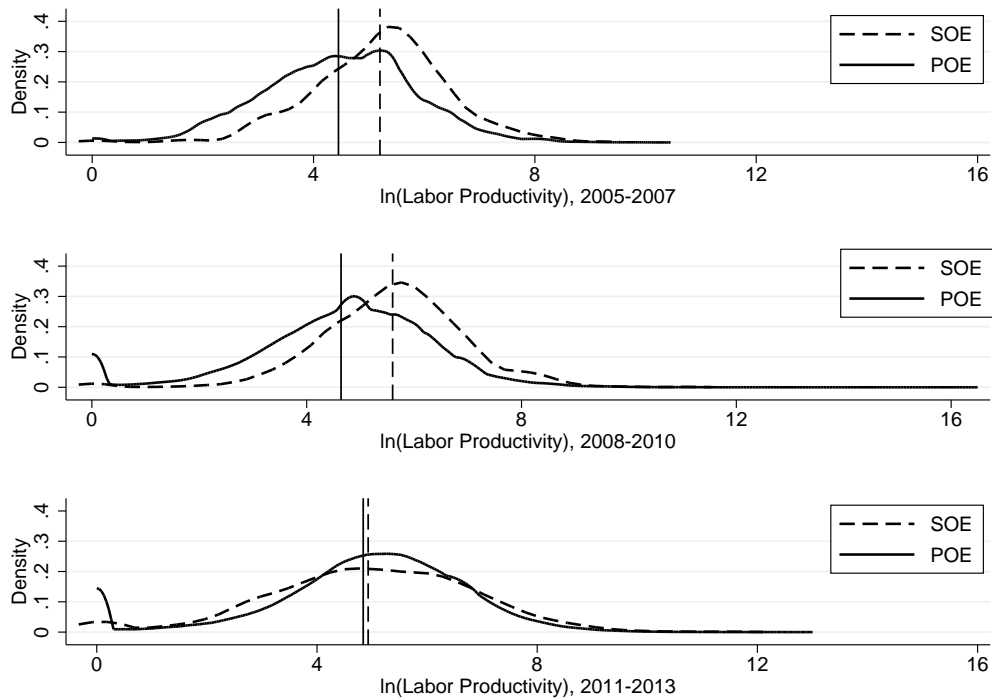 .4
.3
.2
.1
0
Density
SOE
POE
0 4 8 12 16
ln(Labor Productivity), 2005-2007
.4
.3
.2
.1
0
Density
SOE
POE
0 4 8 12 16
ln(Labor Productivity), 2008-2010
.4
.3
.2
.1
0
Density
SOE
POE
0 4 8 12 16
ln(Labor Productivity), 2011-2013